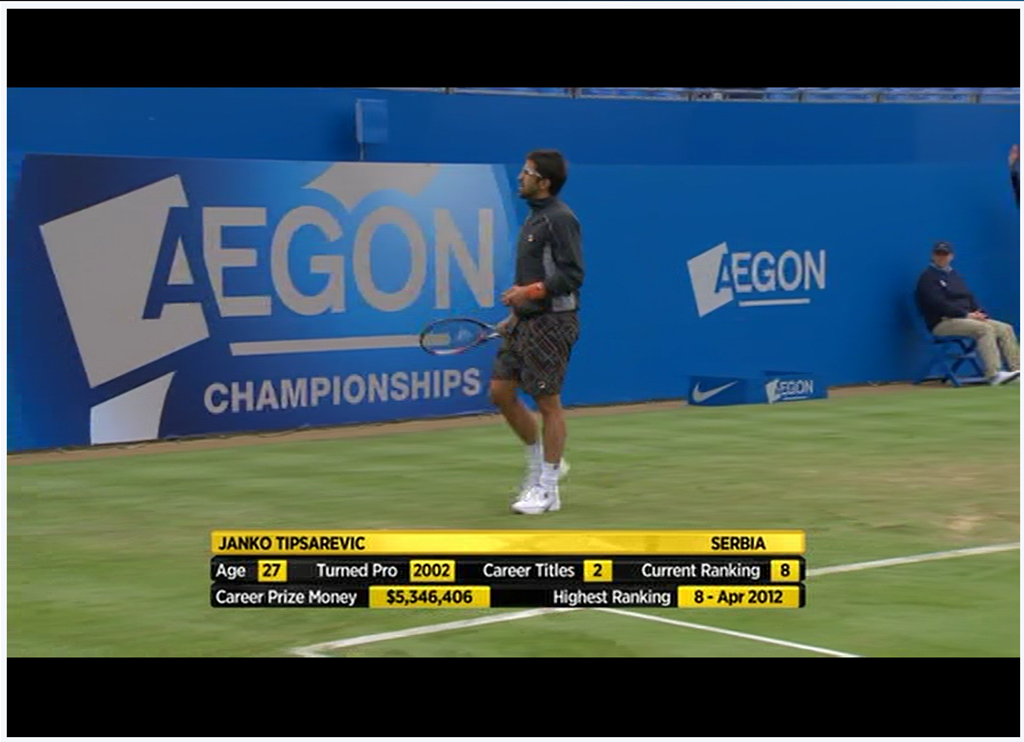 AEGON
CHAMPIONSHIPS
AEGON
AEGON
JANKO TIPSAREVIC SERBIA
Age 27 Turned Pro 2002 Career Titles 2 Current Ranking 8
Career Prize Money $5,346,406 Highest Ranking 8 - Apr 2012